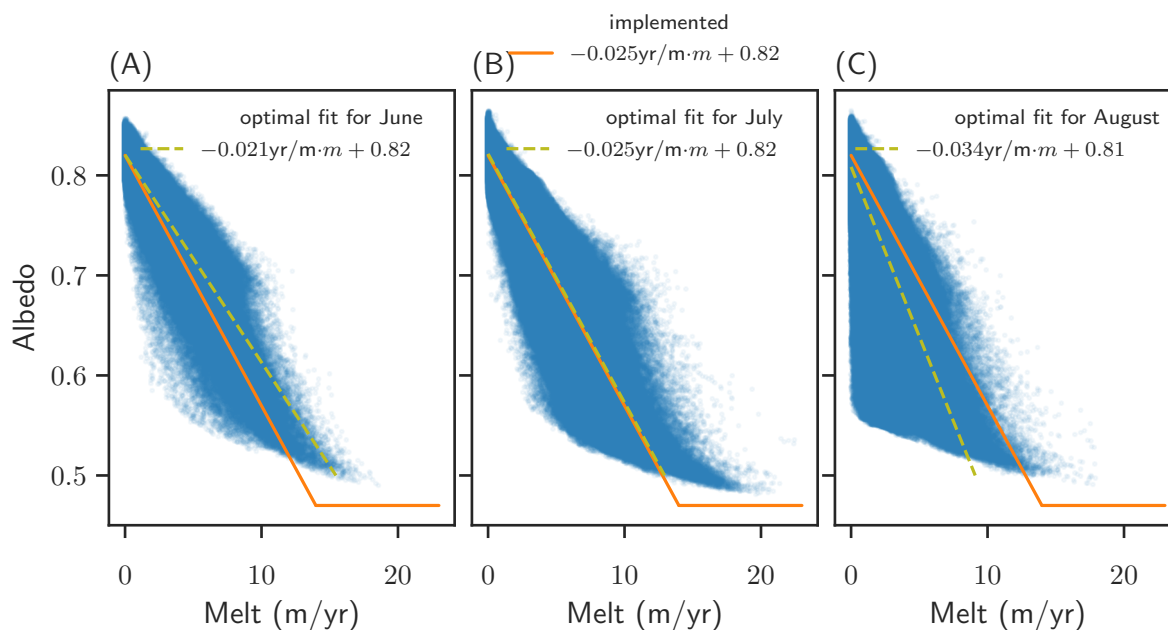 implemented
−0.025yr/m·m + 0.82
(A)
(B)
(C)
optimal fit for June
−0.021yr/m·m + 0.82
optimal fit for July
−0.025yr/m·m + 0.82
optimal fit for August
−0.034yr/m·m + 0.81
Albedo
0.8
0.7
0.6
0.5
0 10 20
0 10 20
0 10 20
Melt (m/yr)
Melt (m/yr)
Melt (m/yr)